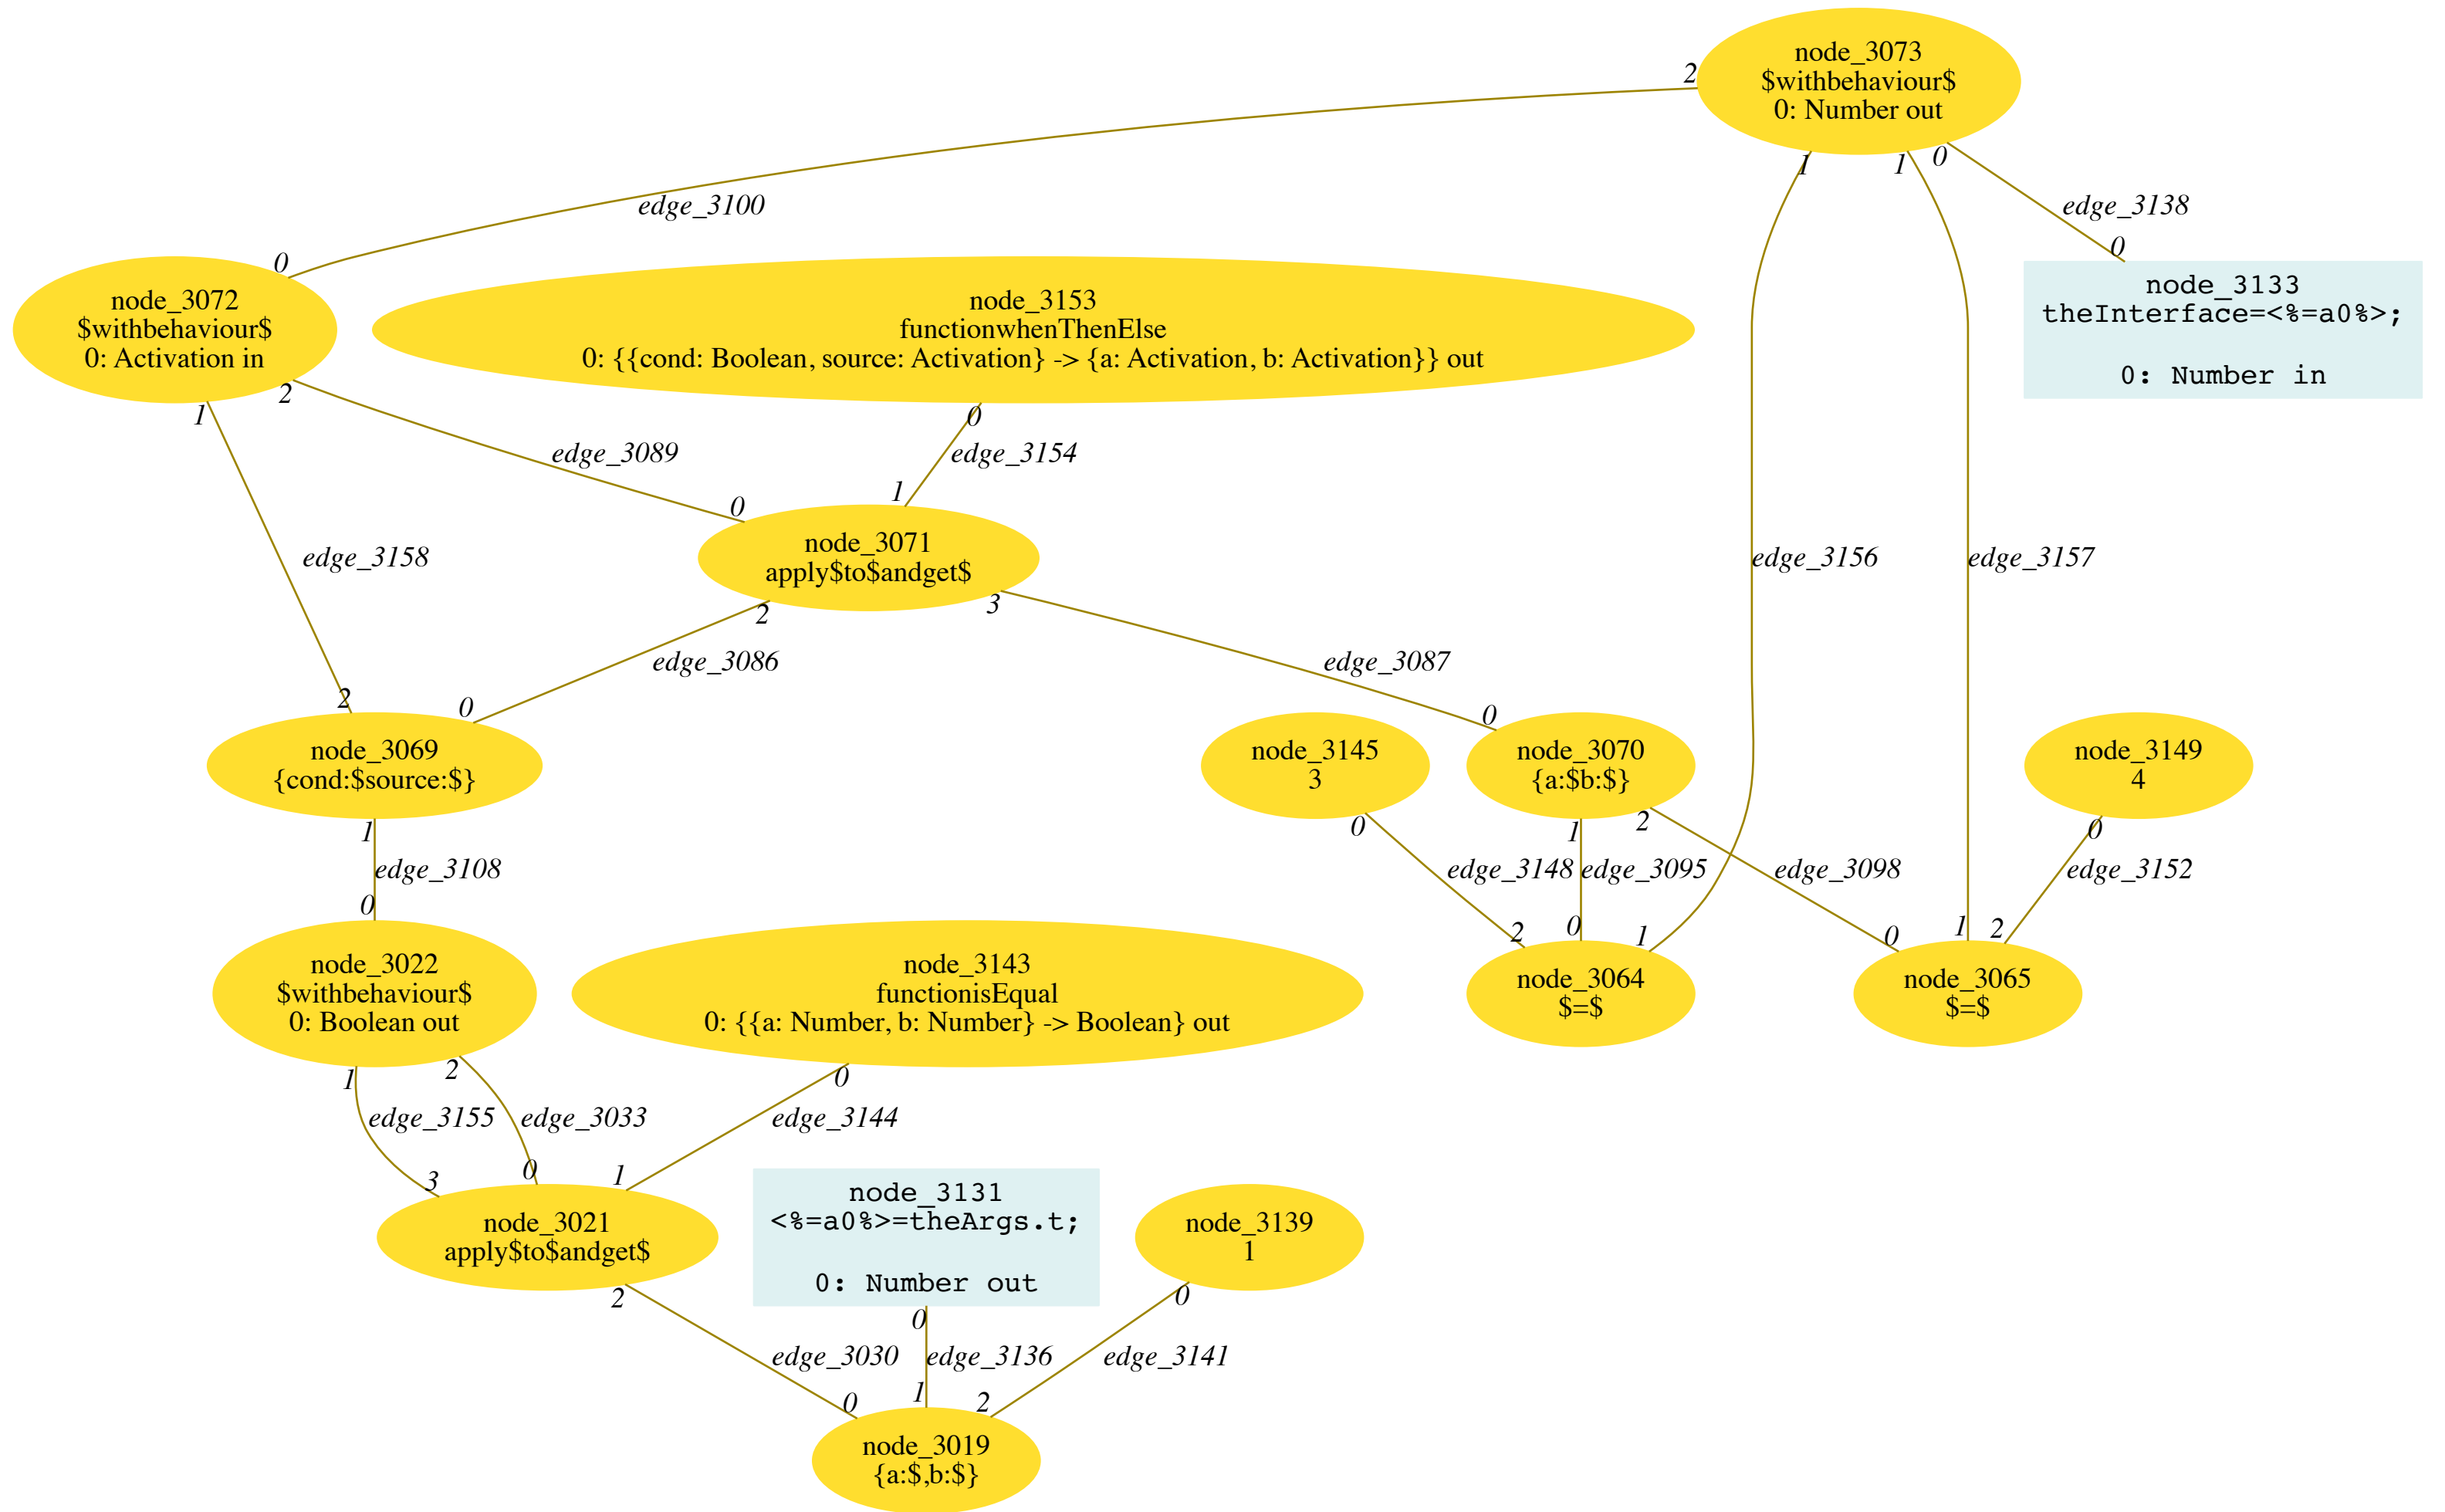 node_3073
$withbehaviour$
0: Number out
2
1
1
0
edge_3100
edge_3138
0
0
node_3072
$withbehaviour$
0: Activation in
node_3153
functionwhenThenElse
0: {{cond: Boolean, source: Activation} -> {a: Activation, b: Activation}} out
node_3133
theInterface=<%=a0%>;
0: Number in
1
2
0
edge_3089
edge_3154
0
1
edge_3158
node_3071
apply$to$andget$
edge_3156
edge_3157
2
3
edge_3086
edge_3087
2
0
0
node_3069
{cond:$source:$}
node_3145
3
node_3070
{a:$b:$}
node_3149
4
1
0
1
2
0
edge_3108
edge_3148
edge_3095
edge_3098
edge_3152
0
2
0
1
0
1
2
node_3022
$withbehaviour$
0: Boolean out
node_3143
functionisEqual
0: {{a: Number, b: Number} -> Boolean} out
node_3064
$=$
node_3065
$=$
1
2
0
edge_3155
edge_3033
edge_3144
3
0
1
node_3021
apply$to$andget$
node_3131
<%=a0%>=theArgs.t;
0: Number out
node_3139
1
2
0
0
edge_3030
edge_3136
edge_3141
0
1
2
node_3019
{a:$,b:$}